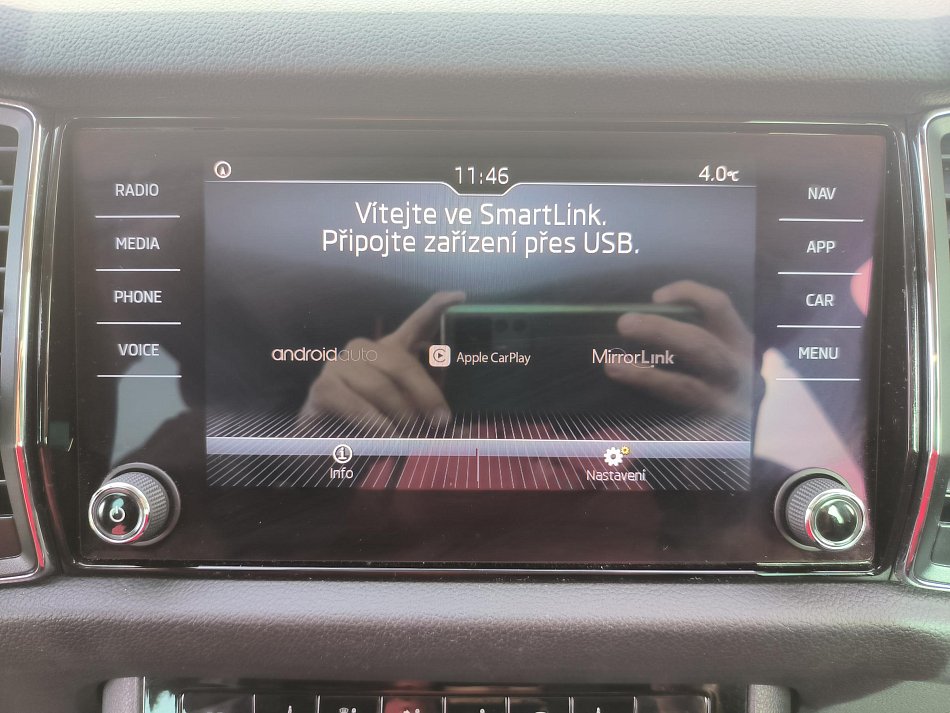 RADIO
MEDIA
PHONE
VOICE
11:46
4.0°C
Vítejte ve SmartLink.
Připojte zařízení přes USB.
androidauto
Apple CarPlay
MirrorLink
Info
Nastavení
NAV
APP
CAR
MENU